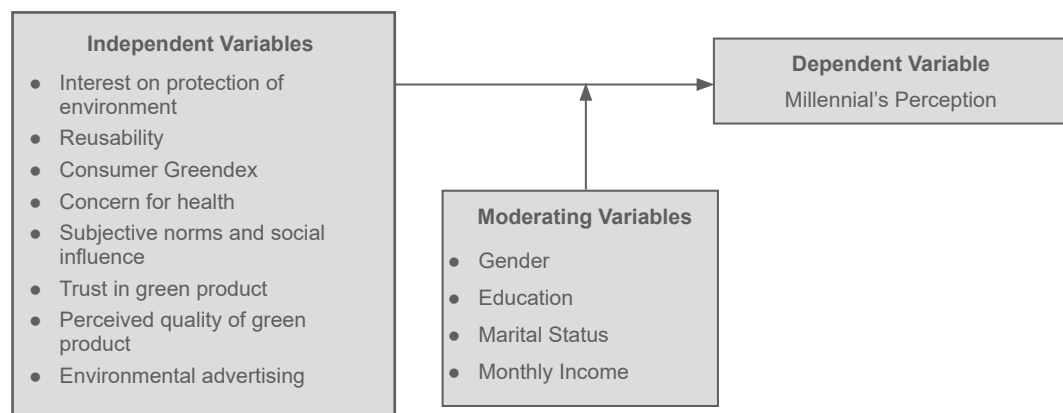 Independent Variables
● Interest on protection of
environment
● Reusability
● Consumer Greendex
● Concern for health
● Subjective norms and social
influence
● Trust in green product
● Perceived quality of green
product
● Environmental advertising
Dependent Variable
Millennial's Perception
Moderating Variables
● Gender
● Education
● Marital Status
● Monthly Income